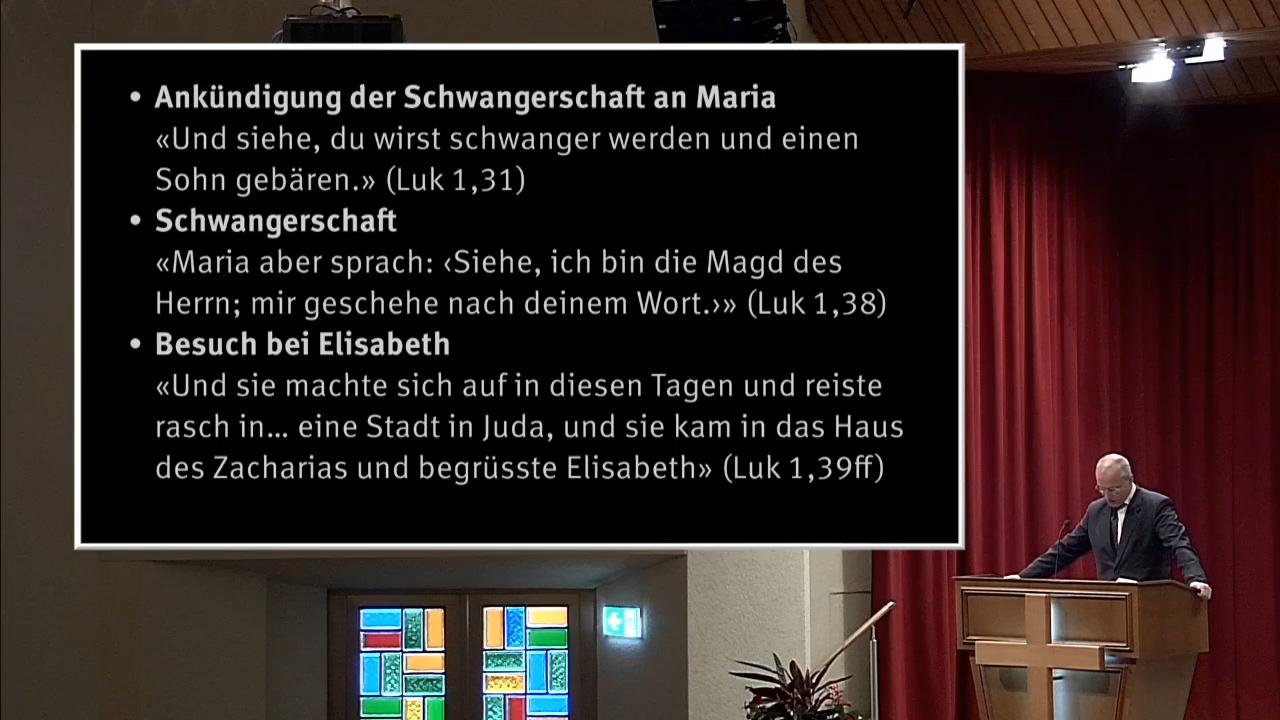 • Ankündigung der Schwangerschaft an Maria
«Und siehe, du wirst schwanger werden und einen
Sohn gebären.» (Luk 1,31)
• Schwangerschaft
«Maria aber sprach: ‹Siehe, ich bin die Magd des
Herrn; mir geschehe nach deinem Wort.›» (Luk 1,38)
• Besuch bei Elisabeth
«Und sie machte sich auf in diesen Tagen und reiste
rasch in... eine Stadt in Juda, und sie kam in das Haus
des Zacharias und begrüsste Elisabeth» (Luk 1,39ff)